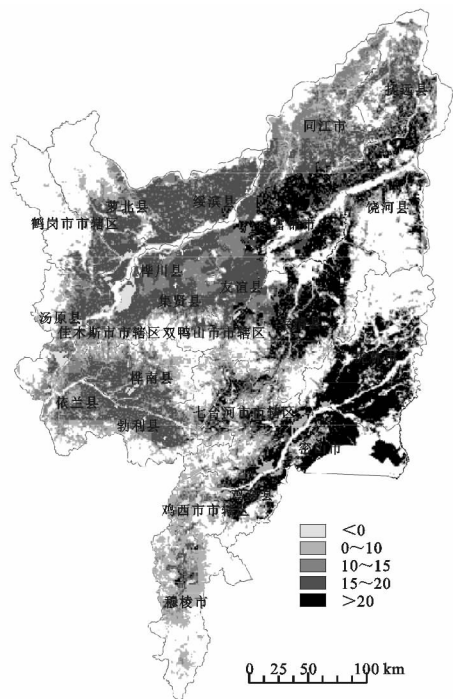 抚远县
同江市
萝北县
绥滨县
饶河县
鹤岗市市辖区
桦川县
友谊县
集贤县
汤原县
佳木斯市市辖区
双鸭山市市辖区
桦南县
依兰县
七台河市市辖区
勃利县
鸡西市市辖区
穆棱市
<0
0～10
10～15
15～20
>20
0 25 50 100 km